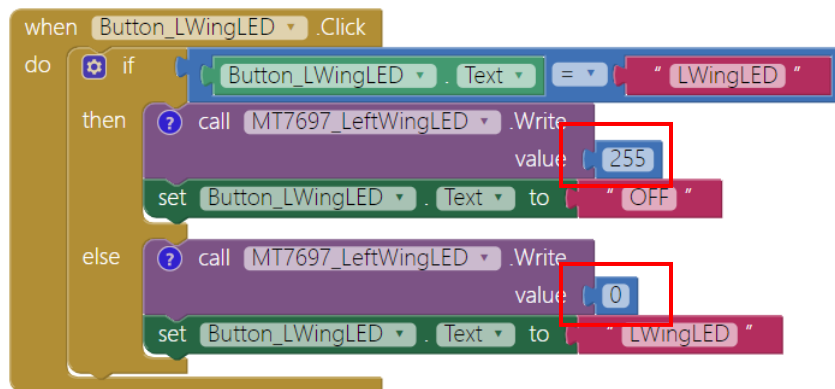 when Button_LWingLED .Click
do if Button_LWingLED . Text = " LWingLED "
then ? call MT7697_LeftWingLED .Write
value 255
set Button_LWingLED . Text to " OFF "
else ? call MT7697_LeftWingLED .Write
value 0
set Button_LWingLED . Text to " LWingLED "